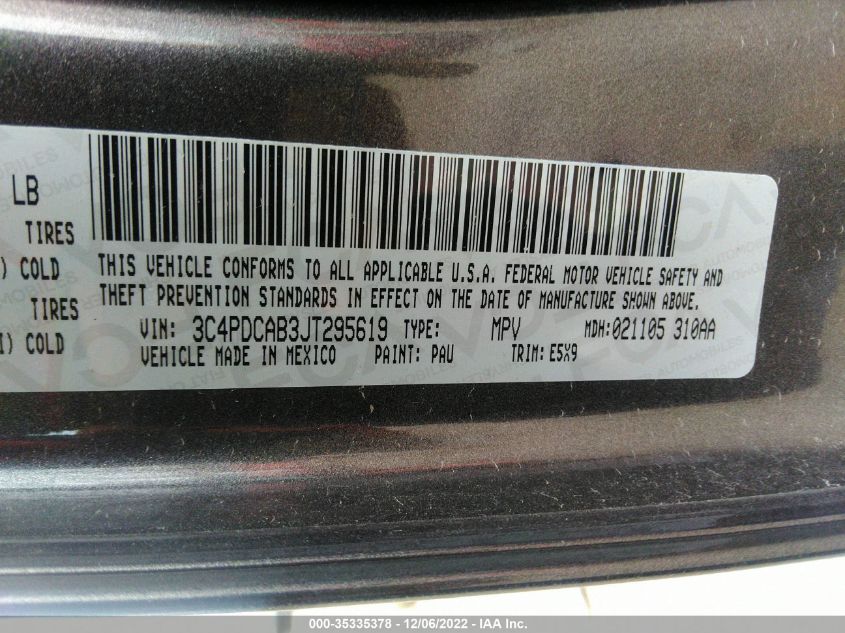 LB
TIRES
) COLD
TIRES
I) COLD
THIS VEHICLE CONFORMS TO ALL APPLICABLE U.S.A. FEDERAL MOTOR VEHICLE SAFETY AND
THEFT PREVENTION STANDARDS IN EFFECT ON THE DATE OF MANUFACTURE SHOWN ABOVE.
VIN: 3C4PDCAB3JT295619 TYPE: MPV MDH:021105 310AA
VEHICLE MADE IN MEXICO PAINT: PAU TRIM: E5X9
000-35335378 - 12/06/2022 - IAA Inc.